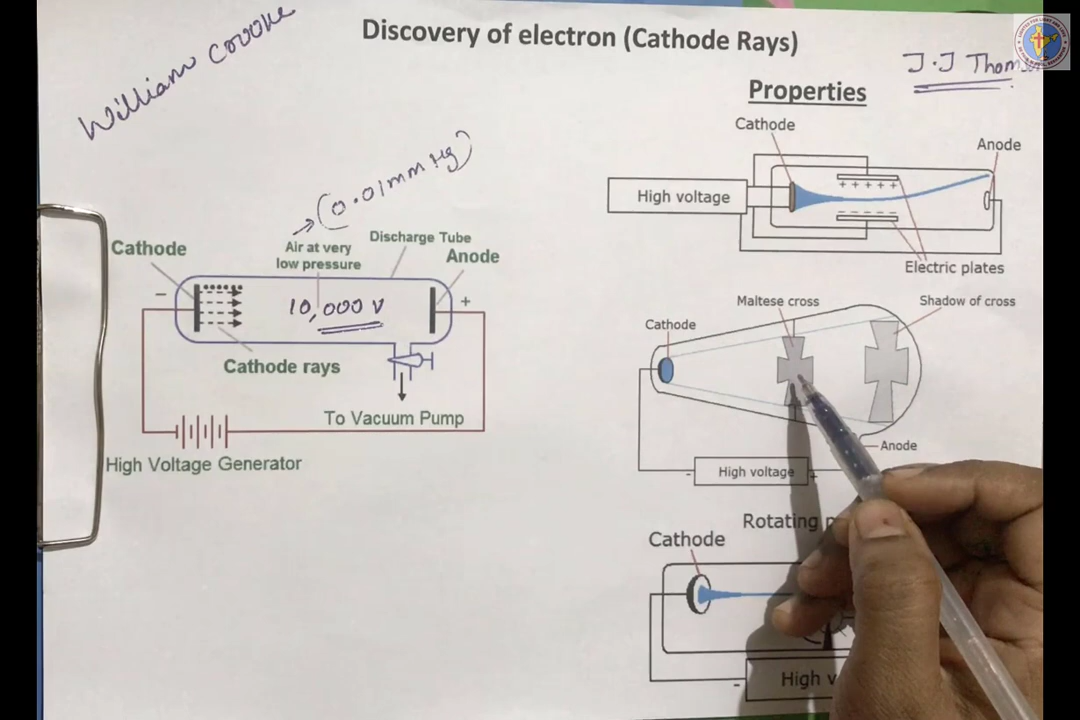 Discovery of electron (Cathode Rays)
William
J.J Thomson
(0.01mm Hg)
Cathode
Air at very
low pressure
Discharge Tube
Anode
−
+
10,000 V
Cathode rays
To Vacuum Pump
High Voltage Generator
Properties
Cathode
Anode
High voltage
+ + + + +
Electric plates
Maltese cross
Shadow of cross
Cathode
Anode
-
High voltage
+
Rotating
Cathode
-
High v